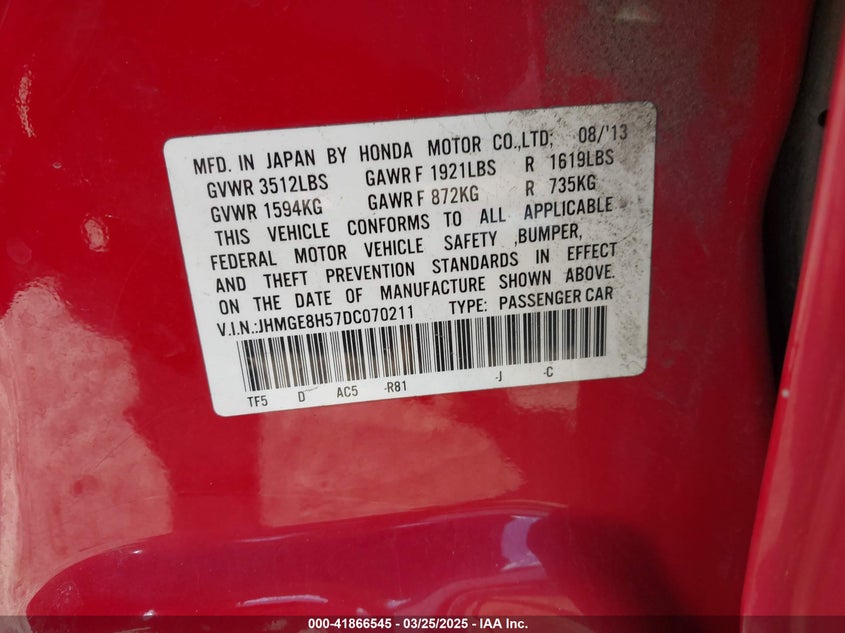 MFD. IN JAPAN BY HONDA MOTOR CO.,LTD; 08/'13
GVWR 3512LBS GAWR F 1921LBS R 1619LBS
GVWR 1594KG GAWR F 872KG R 735KG
THIS VEHICLE CONFORMS TO ALL APPLICABLE
FEDERAL MOTOR VEHICLE SAFETY ,BUMPER,
AND THEFT PREVENTION STANDARDS IN EFFECT
ON THE DATE OF MANUFACTURE SHOWN ABOVE.
V.I.N.:JHMGE8H57DC070211 TYPE: PASSENGER CAR
TF5 D AC5 -R81 -J -C
000-41866545 - 03/25/2025 - IAA Inc.